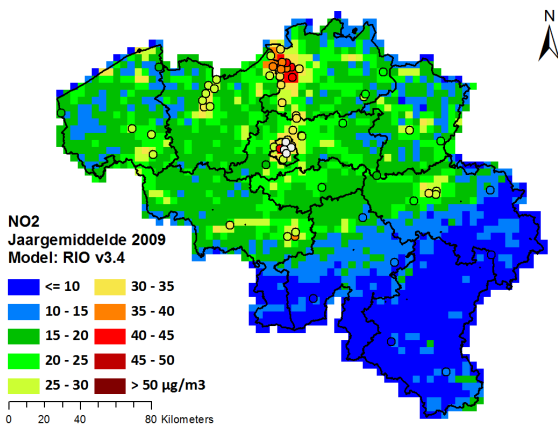 N
NO2
Jaargemiddelde 2009
Model: RIO v3.4
<= 10 30 - 35
10 - 15 35 - 40
15 - 20 40 - 45
20 - 25 45 - 50
25 - 30 > 50 µg/m3
0 20 40 80 Kilometers